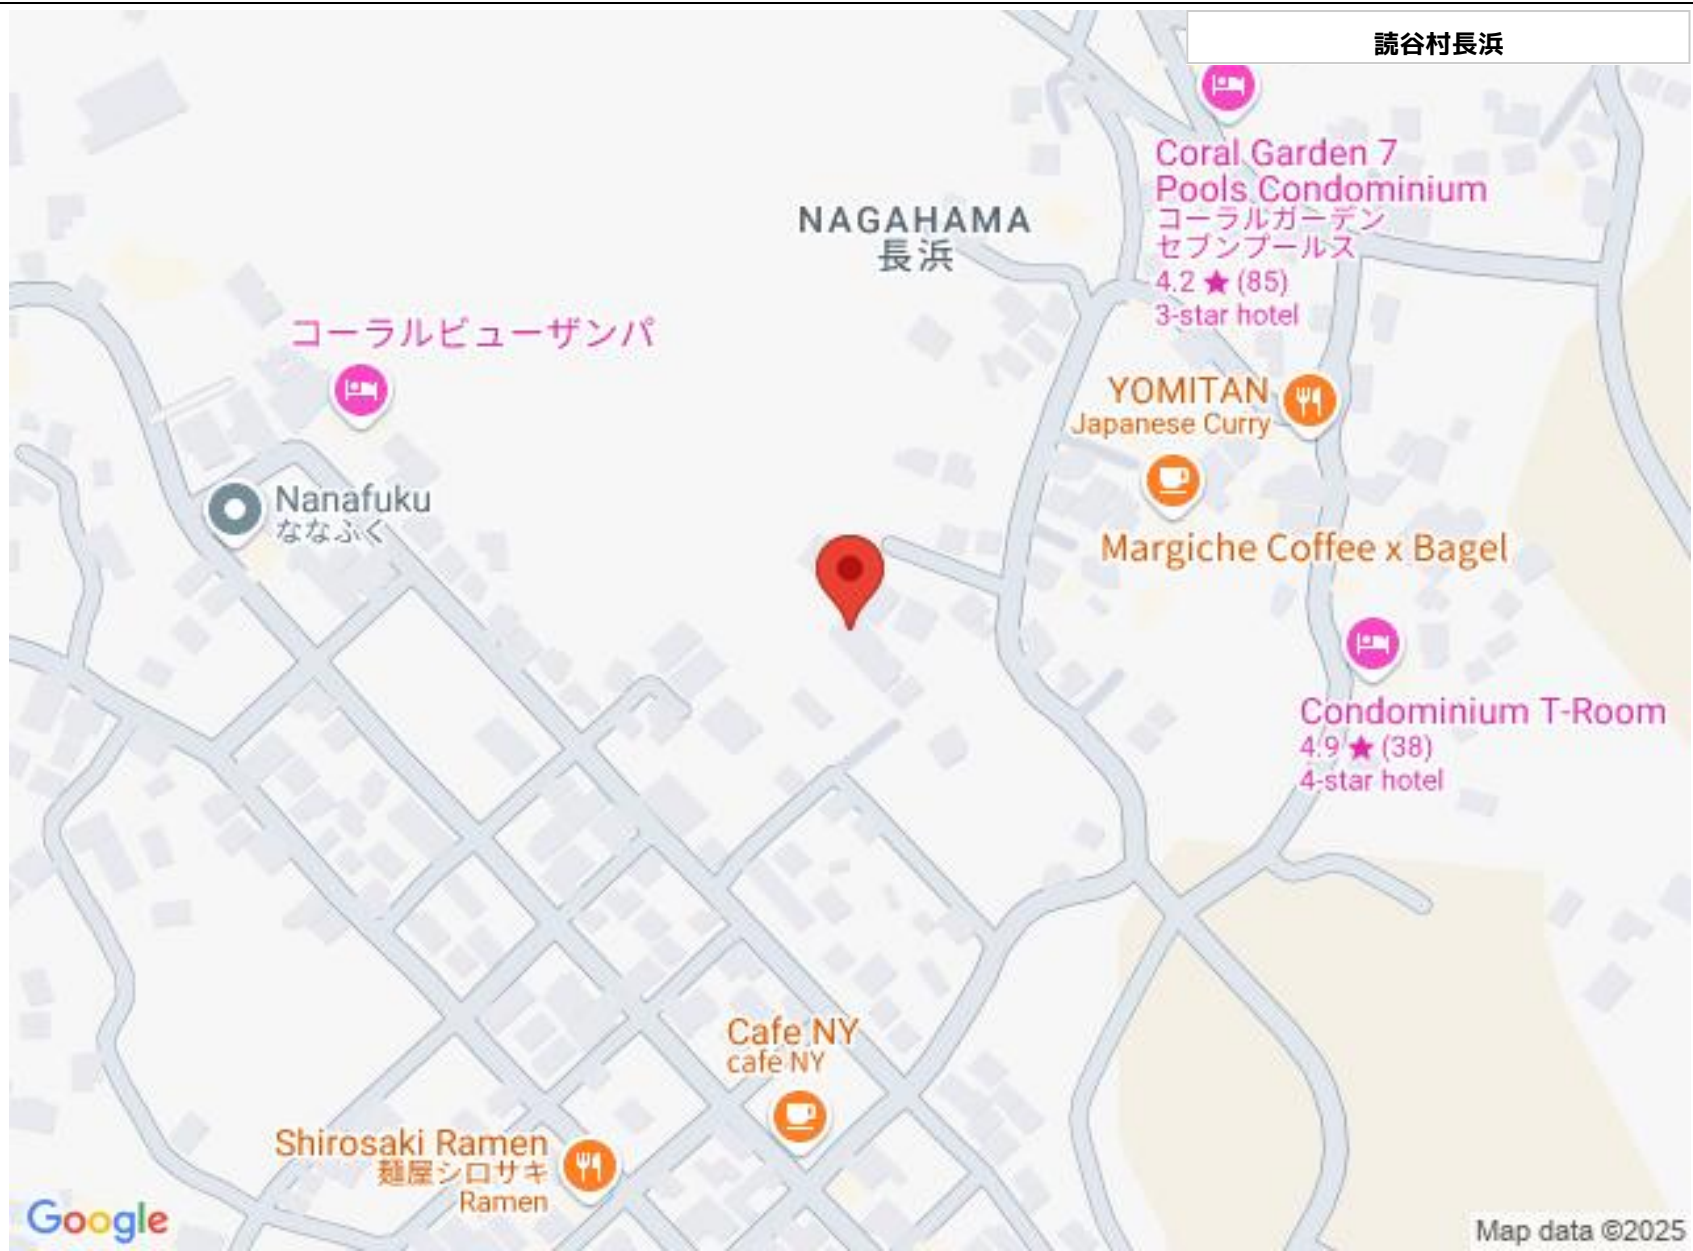 読谷村長浜
Coral Garden 7
Pools Condominium
コーラルガーデン
セブンプールス
4.2 ★ (85)
3-star hotel
NAGAHAMA
長浜
コーラルビューザンパ
YOMITAN
Japanese Curry
Nanafuku
ななふく
Margiche Coffee x Bagel
Condominium T-Room
4.9 ★ (38)
4-star hotel
Cafe NY
cafe NY
Shirosaki Ramen
麺屋シロサキ
Ramen
Google
Map data ©2025